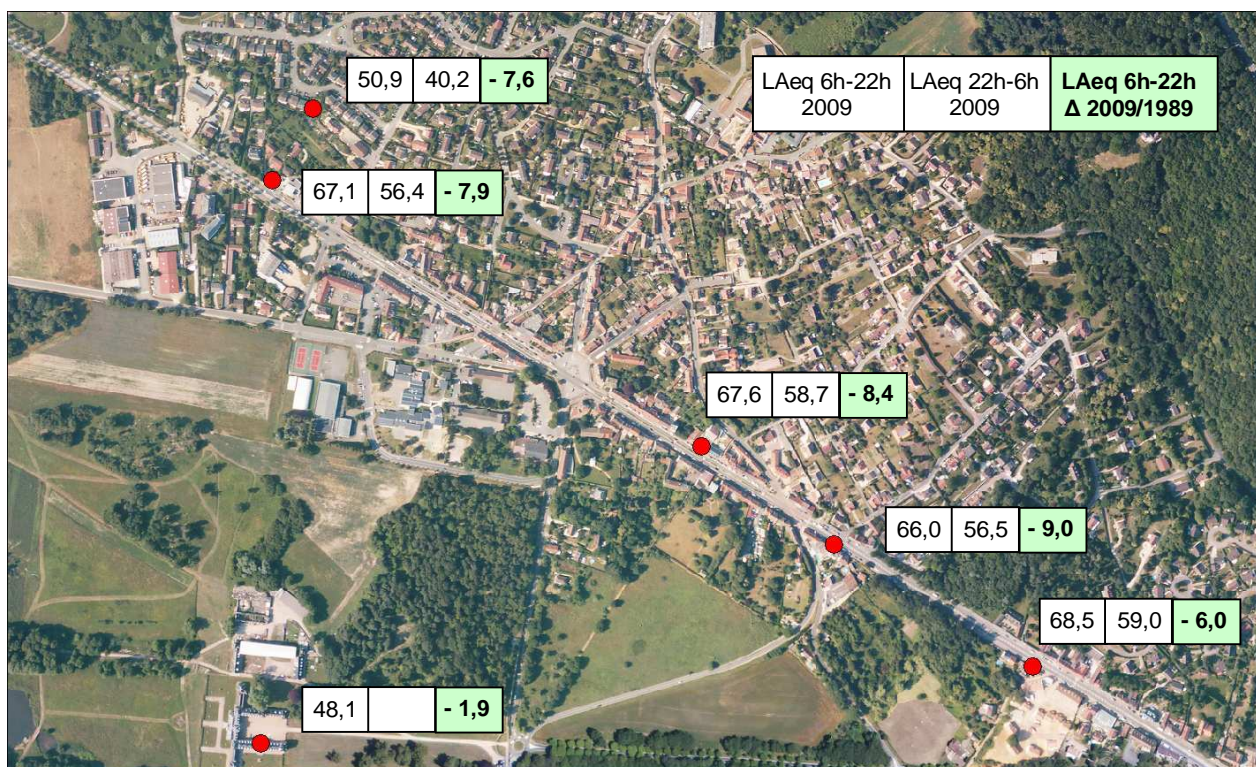 50,9 40,2 - 7,6
LAeq 6h-22h LAeq 22h-6h LAeq 6h-22h
2009 2009 Δ 2009/1989
67,1 56,4 - 7,9
67,6 58,7 - 8,4
66,0 56,5 - 9,0
68,5 59,0 - 6,0
48,1 - 1,9